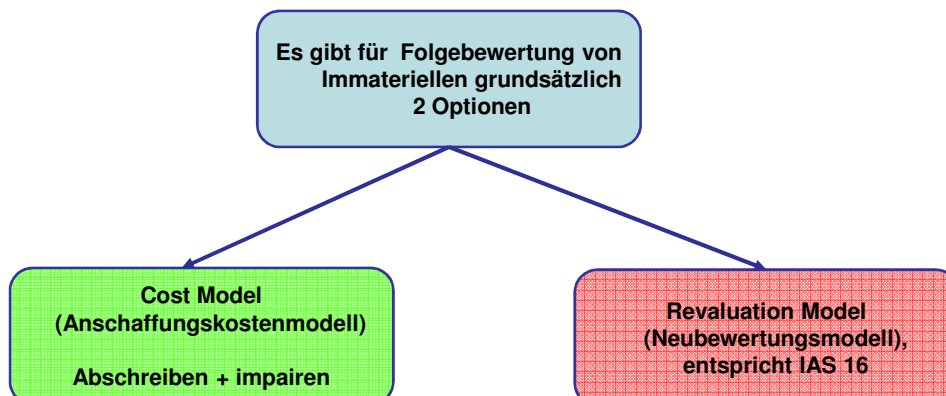 Es gibt für Folgebewertung von
Immateriellen grundsätzlich
2 Optionen
Cost Model
(Anschaffungskostenmodell)
Abschreiben + impairen
Revaluation Model
(Neubewertungsmodell),
entspricht IAS 16